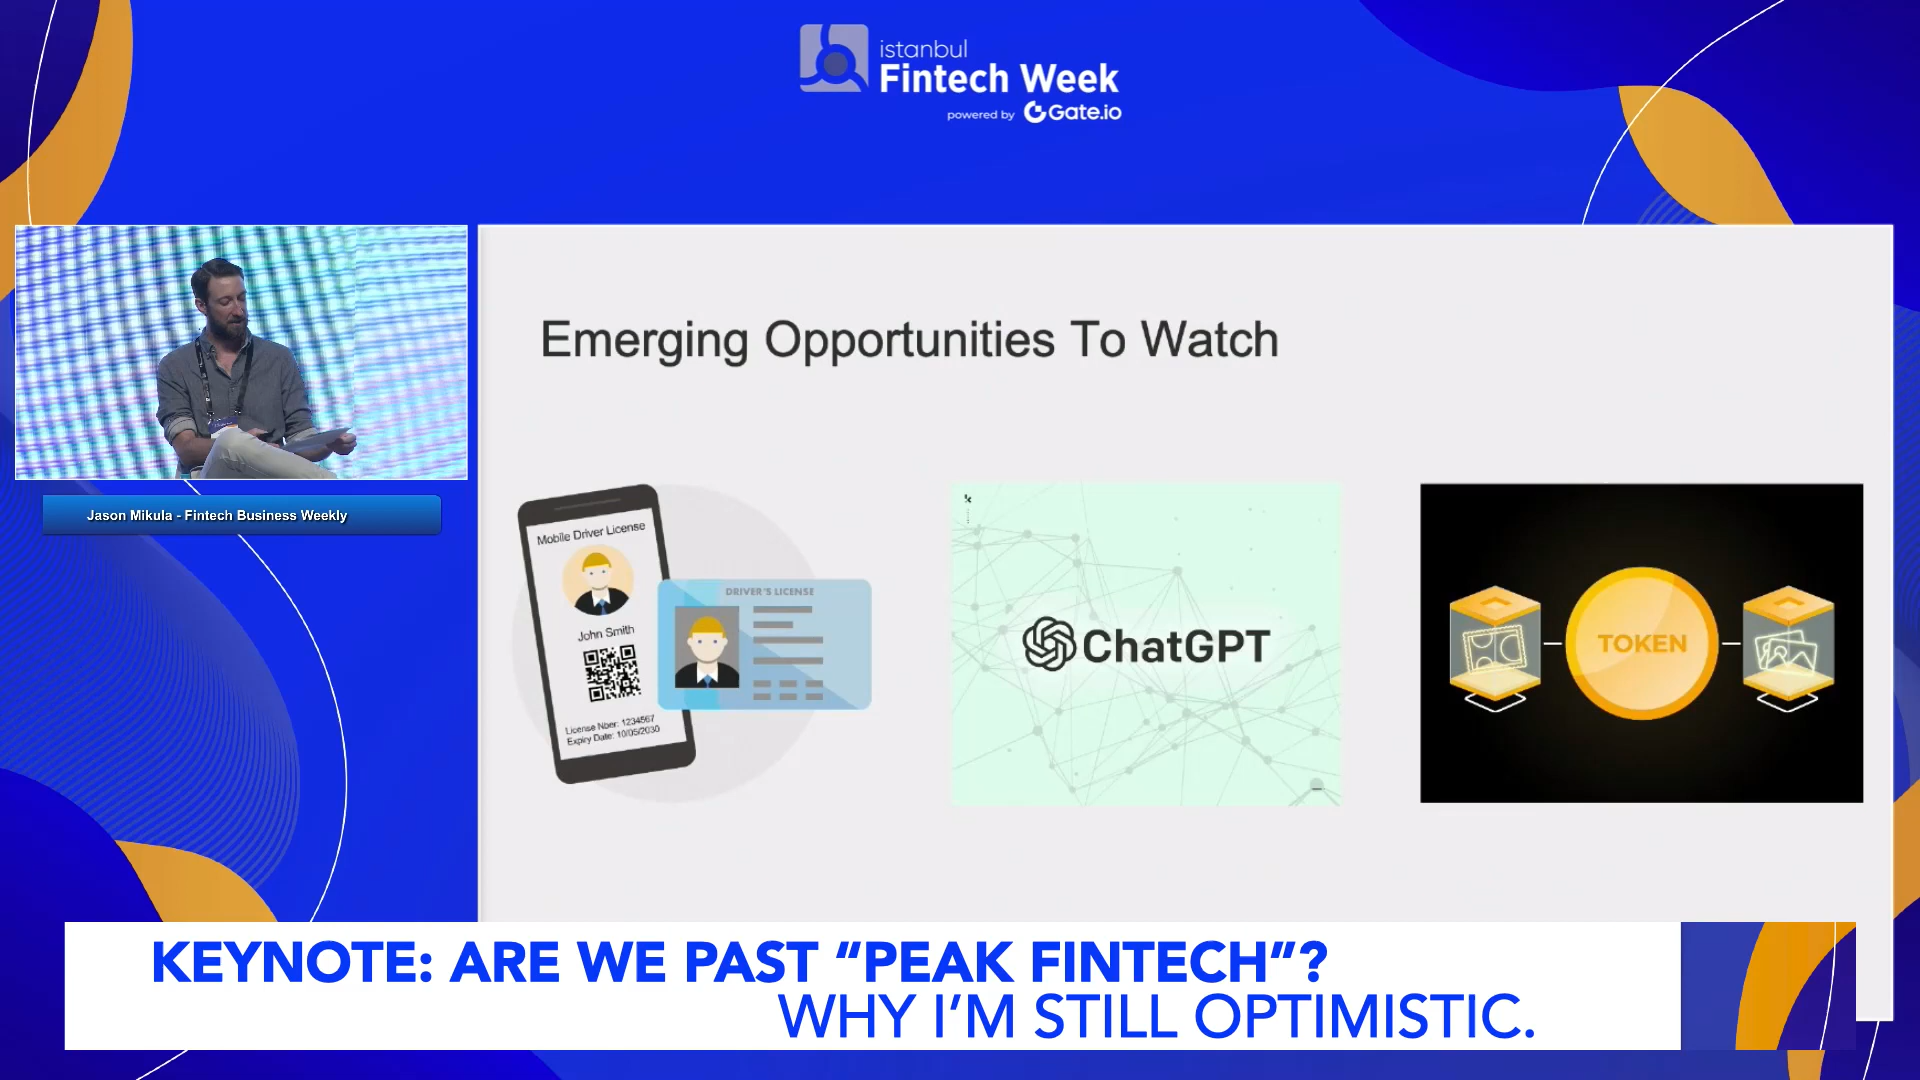 istanbul
Fintech Week
powered by Gate.io
Jason Mikula - Fintech Business Weekly
Emerging Opportunities To Watch
Mobile Driver License
John Smith
License Nber: 1234567
Expiry Date: 10/05/2030
DRIVER'S LICENSE
ChatGPT
TOKEN
KEYNOTE: ARE WE PAST “PEAK FINTECH”?
WHY I’M STILL OPTIMISTIC.